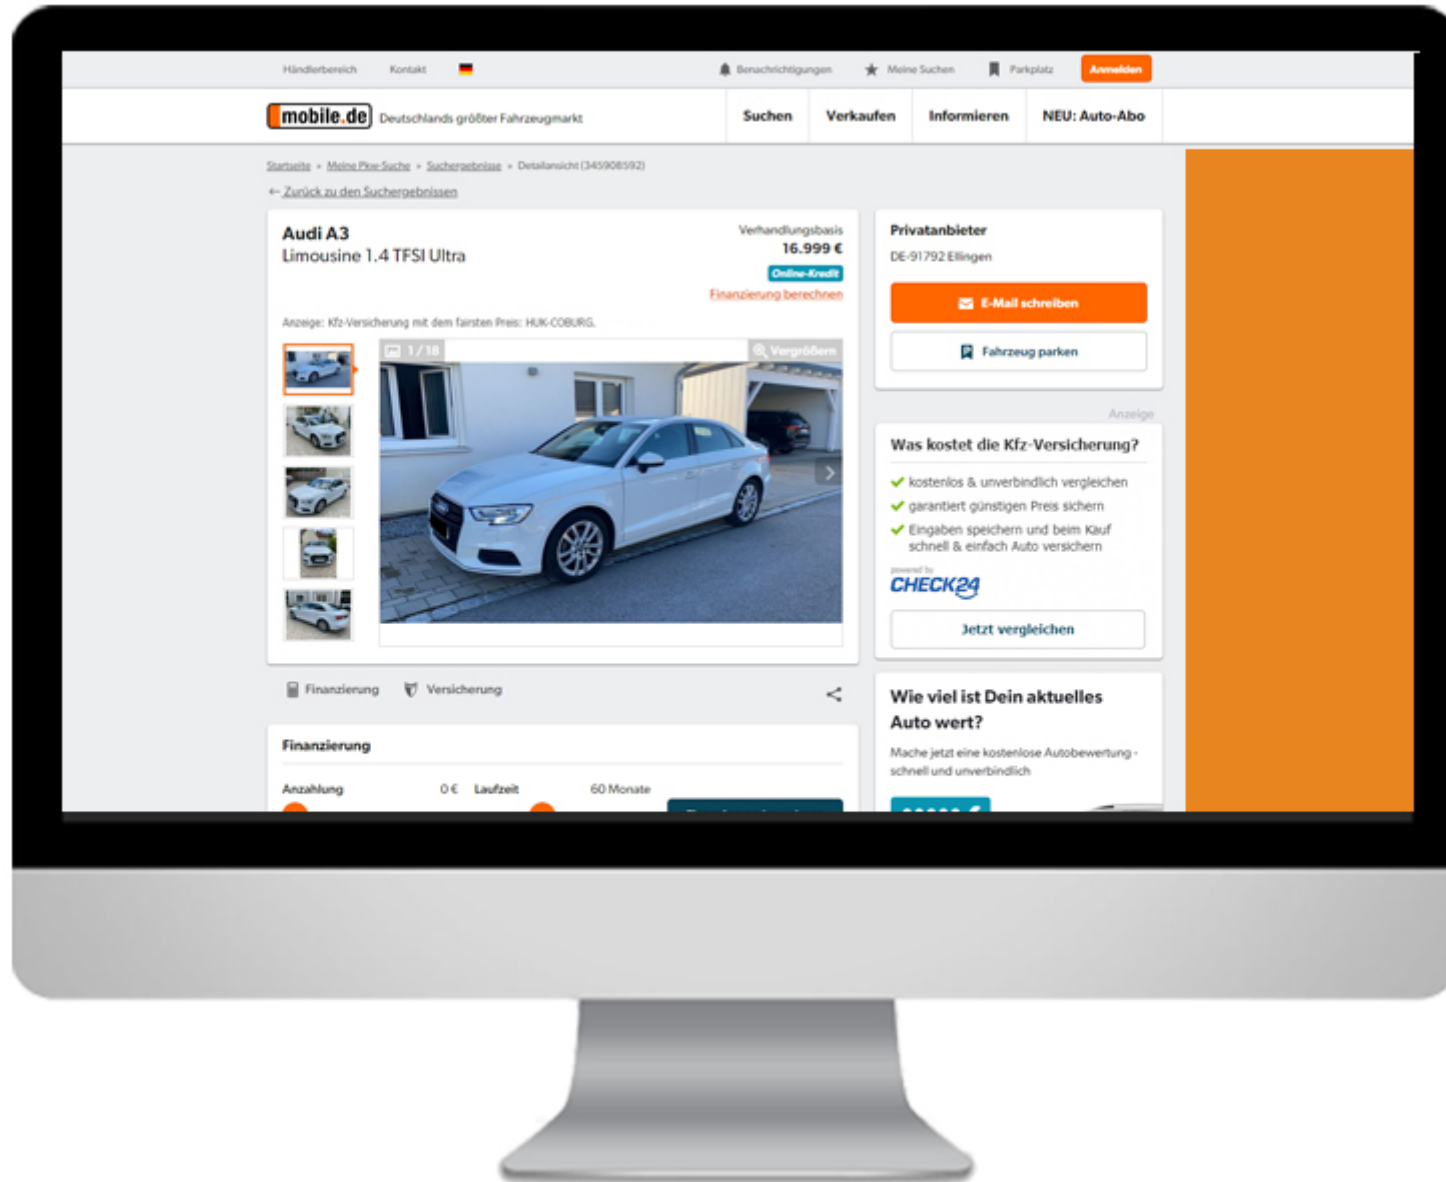 Händlerbereich Kontakt Benachrichtigungen Meine Suchen Parkplatz Anmelden
mobile.de Deutschlands größter Fahrzeugmarkt Suchen Verkaufen Informieren NEU: Auto-Abo
Startseite » Meine Pkw-Suche » Suchergebnisse » Detailansicht (345908592)
← Zurück zu den Suchergebnissen
Audi A3
Limousine 1.4 TFSI Ultra
Verhandlungsbasis
16.999 €
Online-Kredit
Finanzierung berechnen
Anzeige: Kfz-Versicherung mit dem fairsten Preis: HUK-COBURG.
1 / 18 Vergrößern
Finanzierung Versicherung
Finanzierung
Anzahlung 0 € Laufzeit 60 Monate
Privatanbieter
DE-91792 Ellingen
E-Mail schreiben
Fahrzeug parken
Anzeige
Was kostet die Kfz-Versicherung?
kostenlos & unverbindlich vergleichen
garantiert günstigen Preis sichern
Eingaben speichern und beim Kauf
schnell & einfach Auto versichern
powered by
CHECK24
Jetzt vergleichen
Wie viel ist Dein aktuelles
Auto wert?
Mache jetzt eine kostenlose Autobewertung -
schnell und unverbindlich